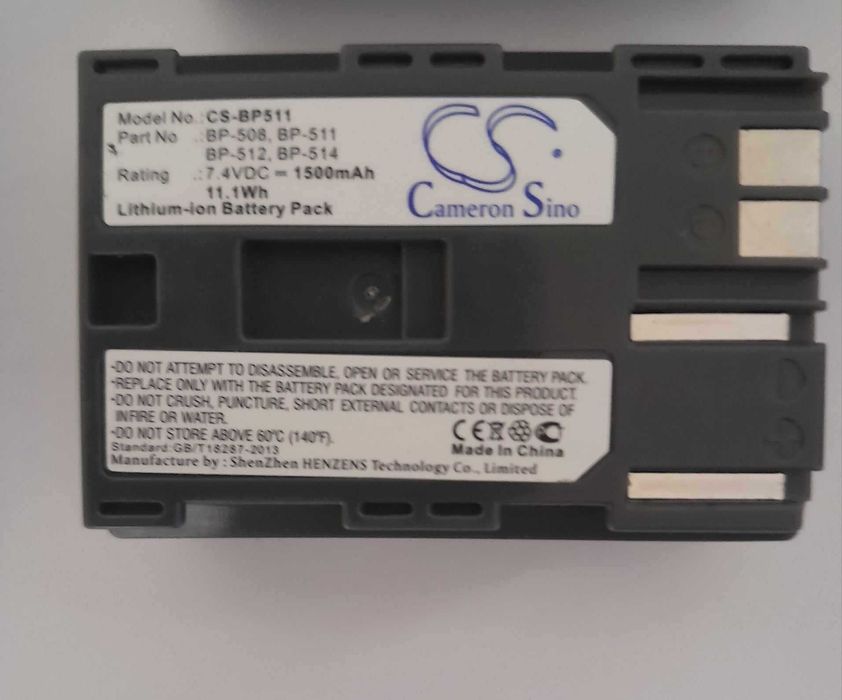 Model No.:CS-BP511
Part No .:BP-508, BP-511
BP-512, BP-514
Rating .:7.4VDC = 1500mAh
11.1Wh
Lithium-ion Battery Pack
CS
Cameron Sino
•DO NOT ATTEMPT TO DISASSEMBLE, OPEN OR SERVICE THE BATTERY PACK.
•REPLACE ONLY WITH THE BATTERY PACK DESIGNATED FOR THIS PRODUCT.
•DO NOT CRUSH, PUNCTURE, SHORT EXTERNAL CONTACTS OR DISPOSE OF
IN FIRE OR WATER.
•DO NOT STORE ABOVE 60°C (140°F).
CE
Standard:GB/T18287-2013
Made In China
Manufacture by : ShenZhen HENZENS Technology Co., Limited